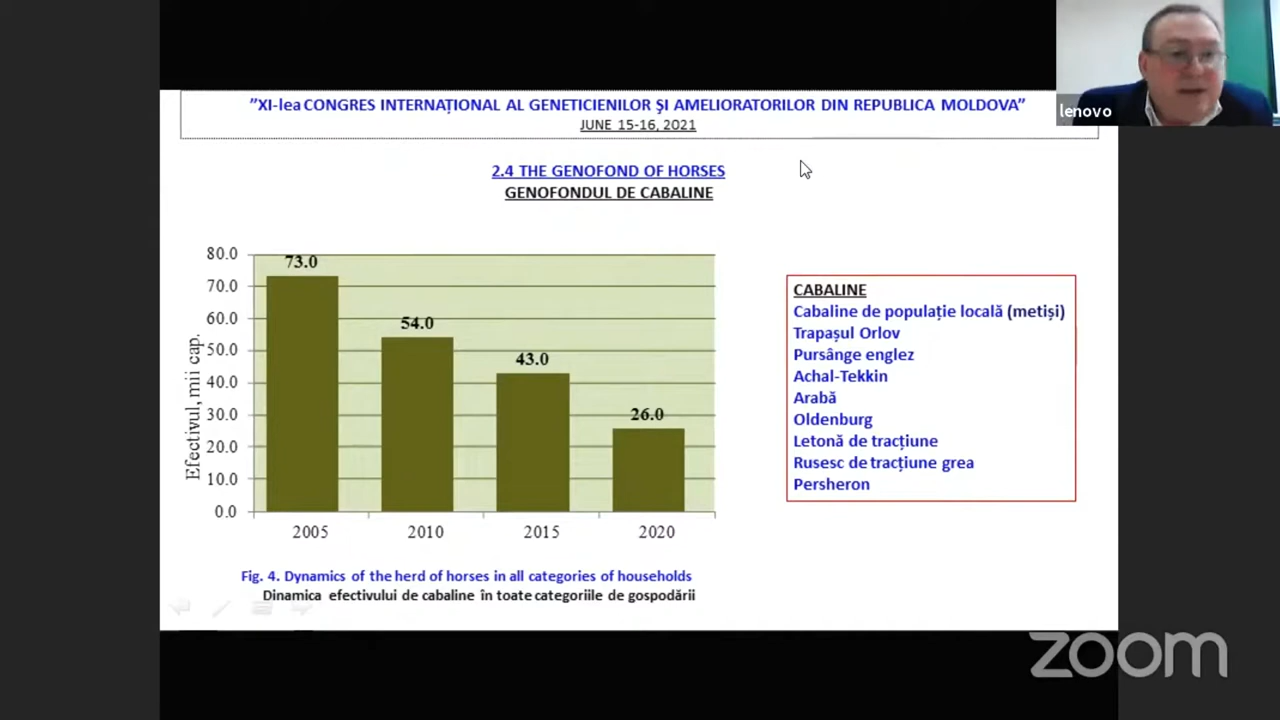 ”XI-lea CONGRES INTERNAȚIONAL AL GENETICIENILOR ȘI AMELIORATORILOR DIN REPUBLICA MOLDOVA”
JUNE 15-16, 2021
lenovo
2.4 THE GENOFOND OF HORSES
GENOFONDUL DE CABALINE
Efectivul, mii cap.
80.0
70.0
60.0
50.0
40.0
30.0
20.0
10.0
0.0
73.0
54.0
43.0
26.0
2005 2010 2015 2020
Fig. 4. Dynamics of the herd of horses in all categories of households
Dinamica efectivului de cabaline în toate categoriile de gospodării
CABALINE
Cabaline de populație locală (metiși)
Trapașul Orlov
Pursânge englez
Achal-Tekkin
Arabă
Oldenburg
Letonă de tracțiune
Rusesc de tracțiune grea
Persheron
zoom